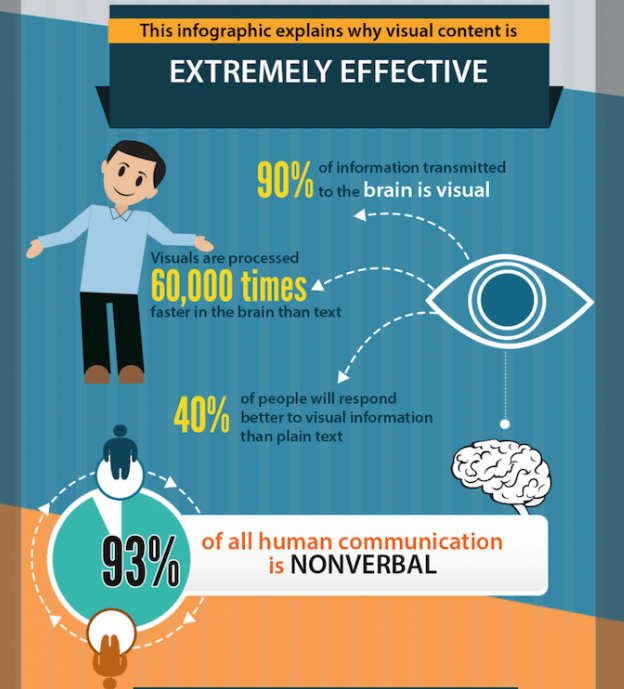 This infographic explains why visual content is
EXTREMELY EFFECTIVE
90% of information transmitted
to the brain is visual
Visuals are processed
60,000 times
faster in the brain than text
40% of people will respond
better to visual information
than plain text
93% of all human communication
is NONVERBAL